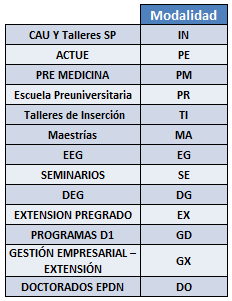 Modalidad
CAU Y Talleres SP IN
ACTUE PE
PRE MEDICINA PM
Escuela Preuniversitaria PR
Talleres de Inserción TI
Maestrías MA
EEG EG
SEMINARIOS SE
DEG DG
EXTENSION PREGRADO EX
PROGRAMAS D1 GD
GESTIÓN EMPRESARIAL –
EXTENSIÓN GX
DOCTORADOS EPDN DO